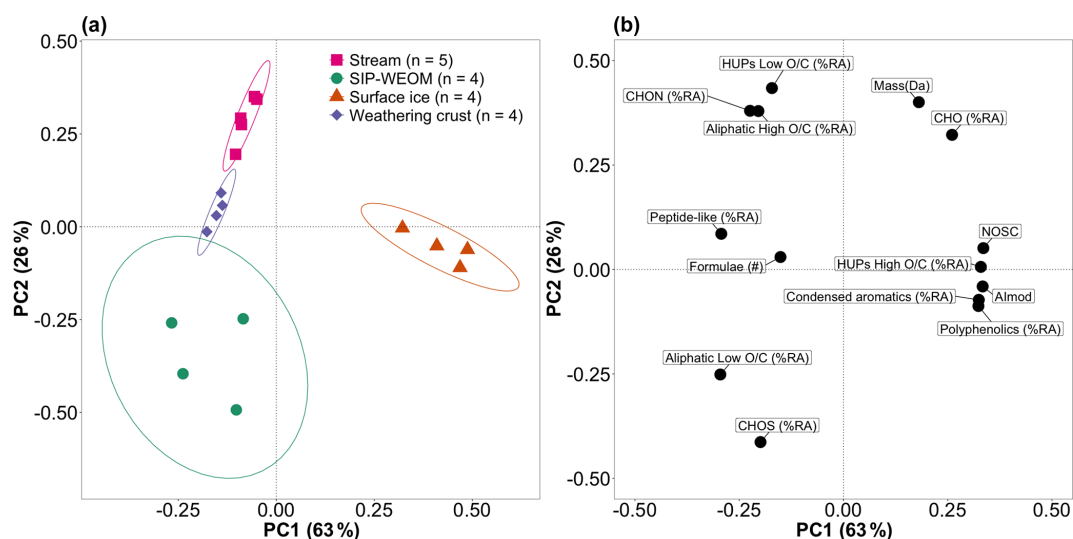 (a)
0.50
0.25
0.00
-0.25
-0.50
PC2 (26 %)
Stream (n = 5)
SIP-WEOM (n = 4)
Surface ice (n = 4)
Weathering crust (n = 4)
-0.25
0.00
0.25
0.50
PC1 (63 %)
(b)
0.50
0.25
0.00
-0.25
-0.50
PC2 (26 %)
HUPs Low O/C (%RA)
Mass(Da)
CHON (%RA)
CHO (%RA)
Aliphatic High O/C (%RA)
Peptide-like (%RA)
NOSC
Formulae (#)
HUPs High O/C (%RA)
Condensed aromatics (%RA)
AImod
Polyphenolics (%RA)
Aliphatic Low O/C (%RA)
CHOS (%RA)
-0.50
-0.25
0.00
0.25
0.50
PC1 (63 %)